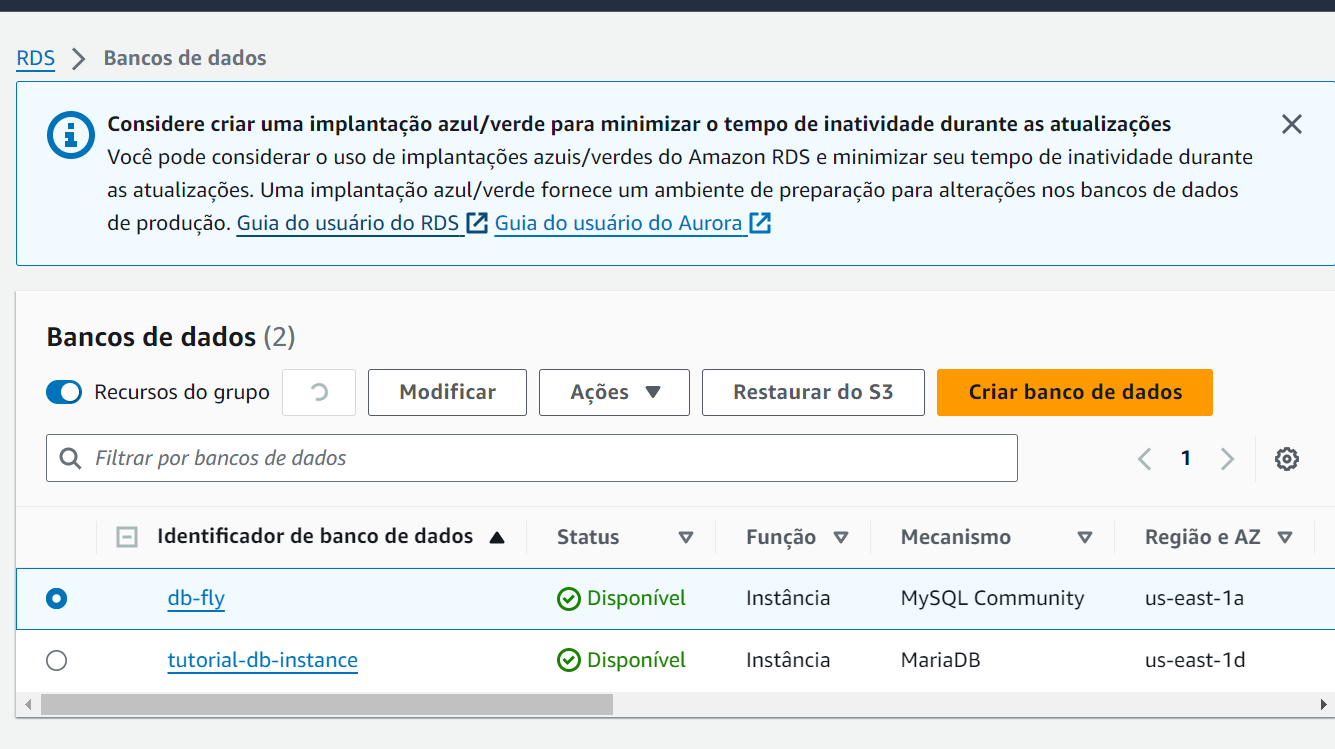 RDS > Bancos de dados
Considere criar uma implantação azul/verde para minimizar o tempo de inatividade durante as atualizações
Você pode considerar o uso de implantações azuis/verdes do Amazon RDS e minimizar seu tempo de inatividade durante
as atualizações. Uma implantação azul/verde fornece um ambiente de preparação para alterações nos bancos de dados
de produção. Guia do usuário do RDS Guia do usuário do Aurora
Bancos de dados (2)
Recursos do grupo Modificar Ações Restaurar do S3 Criar banco de dados
Filtrar por bancos de dados 1
Identificador de banco de dados Status Função Mecanismo Região e AZ
db-fly Disponível Instância MySQL Community us-east-1a
tutorial-db-instance Disponível Instância MariaDB us-east-1d